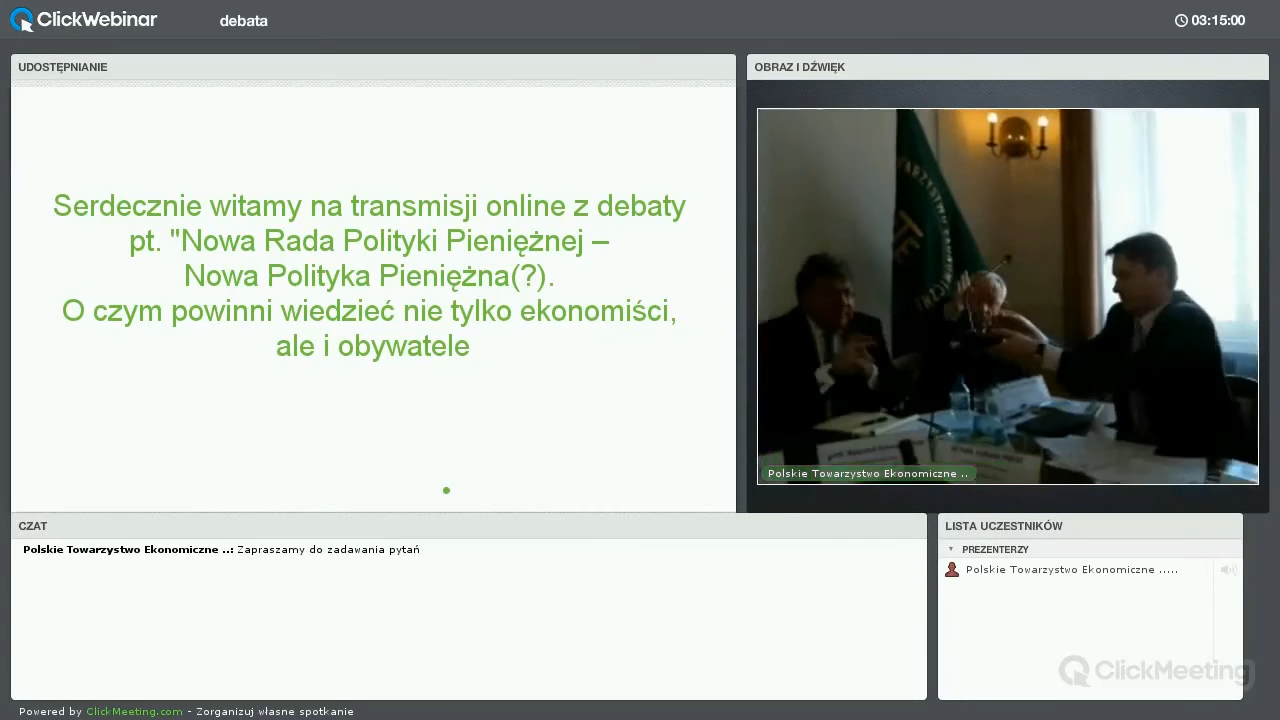 ClickWebinar
debata
03:15:00
UDOSTĘPNIANIE
OBRAZ I DŹWIĘK
Serdecznie witamy na transmisji online z debaty
pt. "Nowa Rada Polityki Pieniężnej –
Nowa Polityka Pieniężna(?).
O czym powinni wiedzieć nie tylko ekonomiści,
ale i obywatele
Polskie Towarzystwo Ekonomiczne ..
CZAT
Polskie Towarzystwo Ekonomiczne ..: Zapraszamy do zadawania pytań
LISTA UCZESTNIKÓW
PREZENTERZY
Polskie Towarzystwo Ekonomiczne .....
ClickMeeting
Powered by ClickMeeting.com - Zorganizuj własne spotkanie